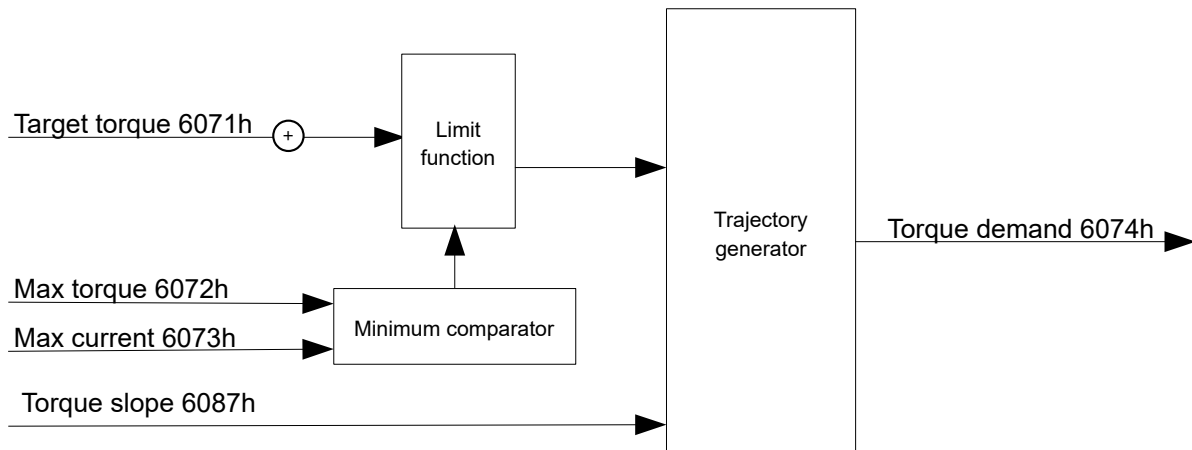 Target torque 6071h
+
Limit
function
Trajectory
generator
Torque demand 6074h
Max torque 6072h
Max current 6073h
Minimum comparator
Torque slope 6087h